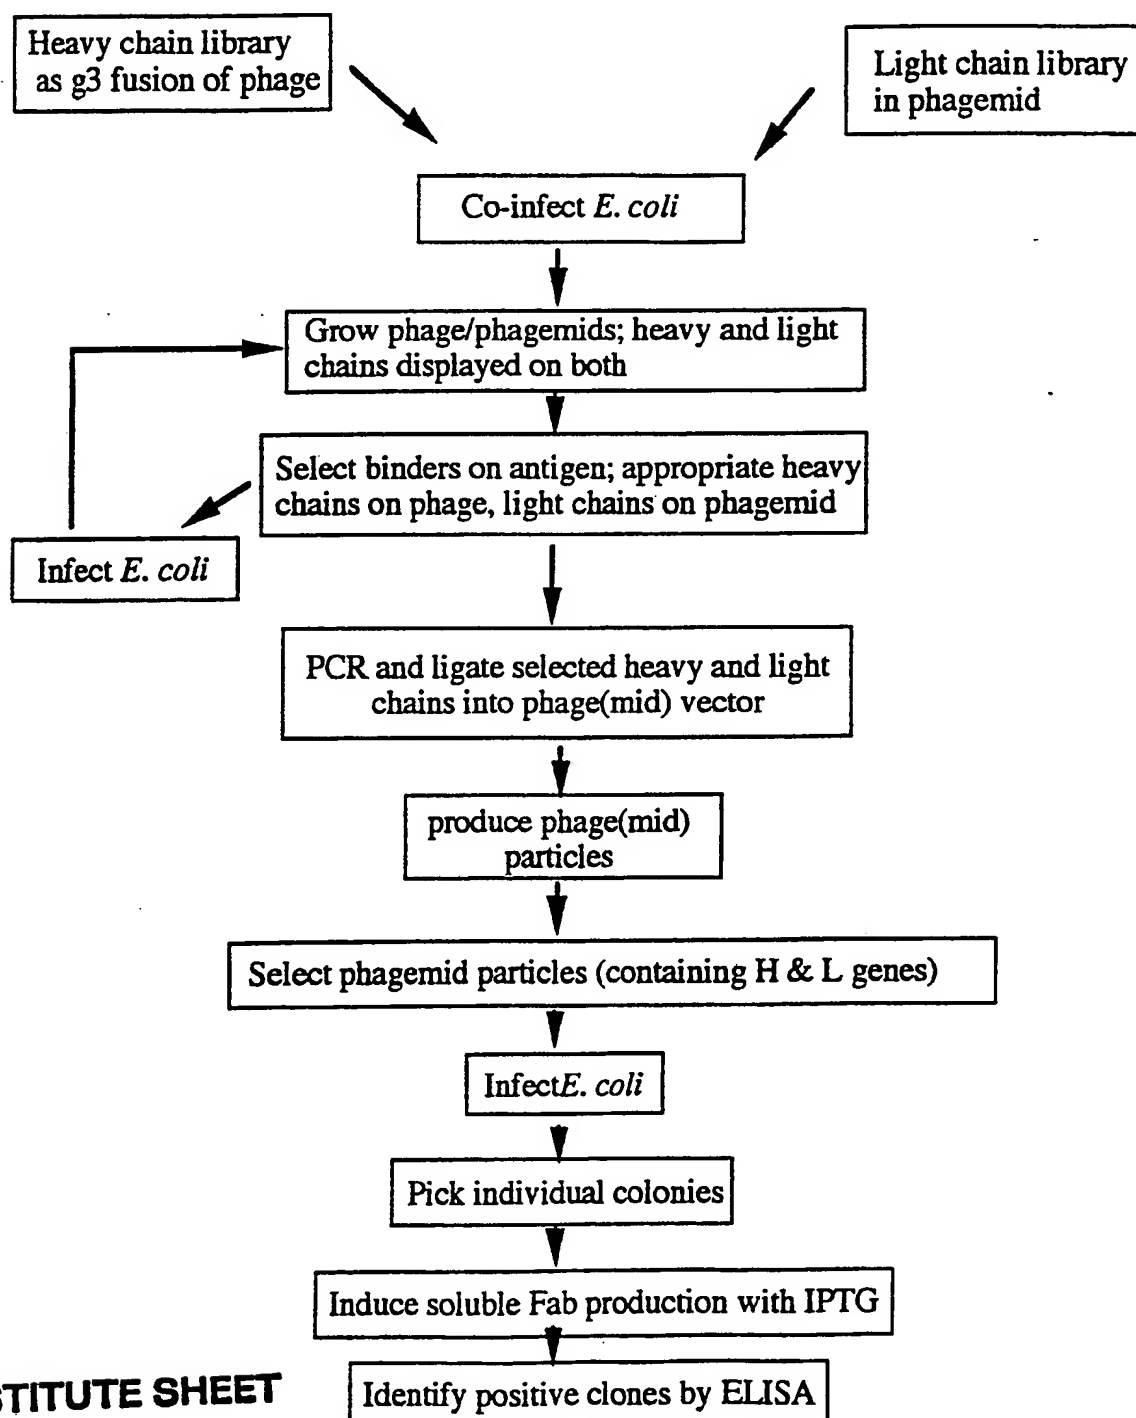 Heavy chain library
as g3 fusion of phage
Light chain library
in phagemid
Co-infect E. coli
Grow phage/phagemids; heavy and light
chains displayed on both
Select binders on antigen; appropriate heavy
chains on phage, light chains on phagemid
Infect E. coli
PCR and ligate selected heavy and light
chains into phage(mid) vector
produce phage(mid)
particles
Select phagemid particles (containing H & L genes)
InfectE. coli
Pick individual colonies
Induce soluble Fab production with IPTG
Identify positive clones by ELISA
STITUTE SHEET